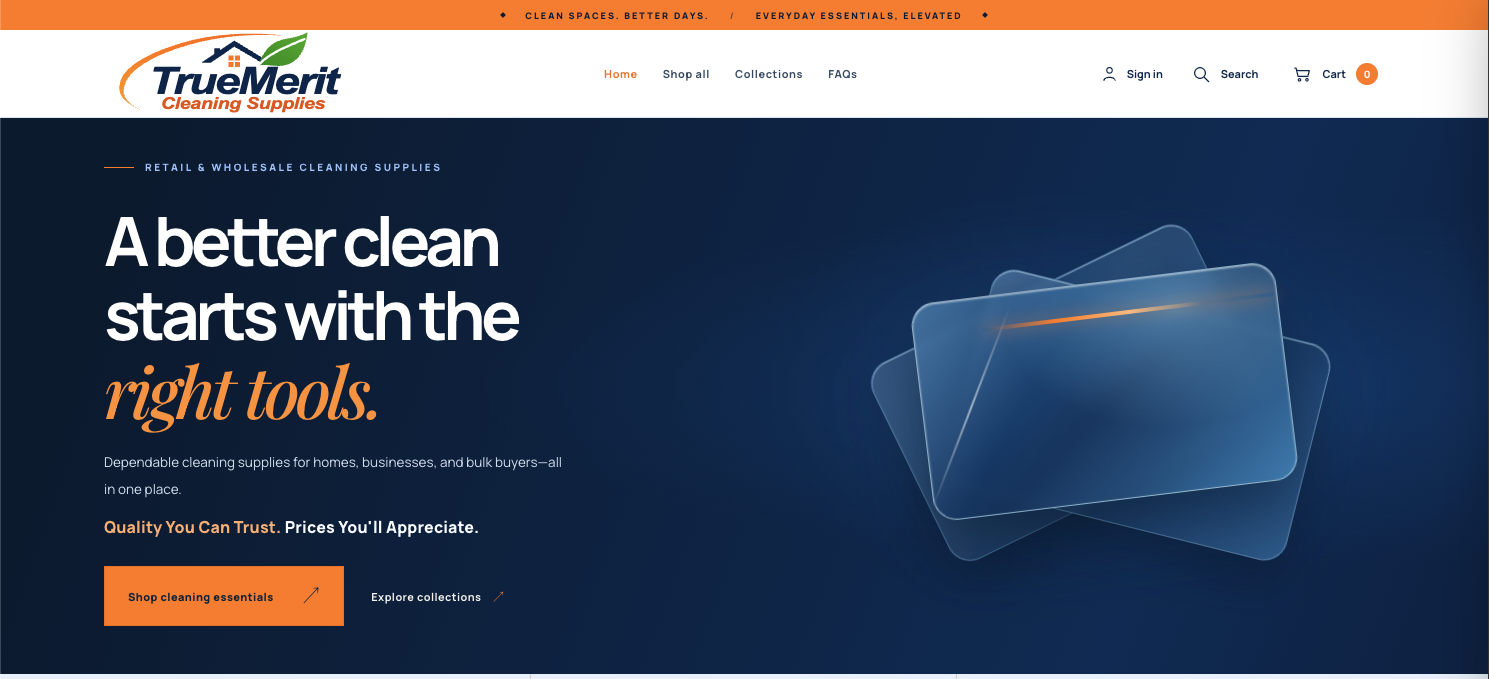 CLEAN SPACES. BETTER DAYS. / EVERYDAY ESSENTIALS, ELEVATED
TrueMerit
Cleaning Supplies
Home Shop all Collections FAQs Sign in Search Cart 0
RETAIL & WHOLESALE CLEANING SUPPLIES
A better clean
starts with the
right tools.
Dependable cleaning supplies for homes, businesses, and bulk buyers—all
in one place.
Quality You Can Trust. Prices You'll Appreciate.
Shop cleaning essentials Explore collections